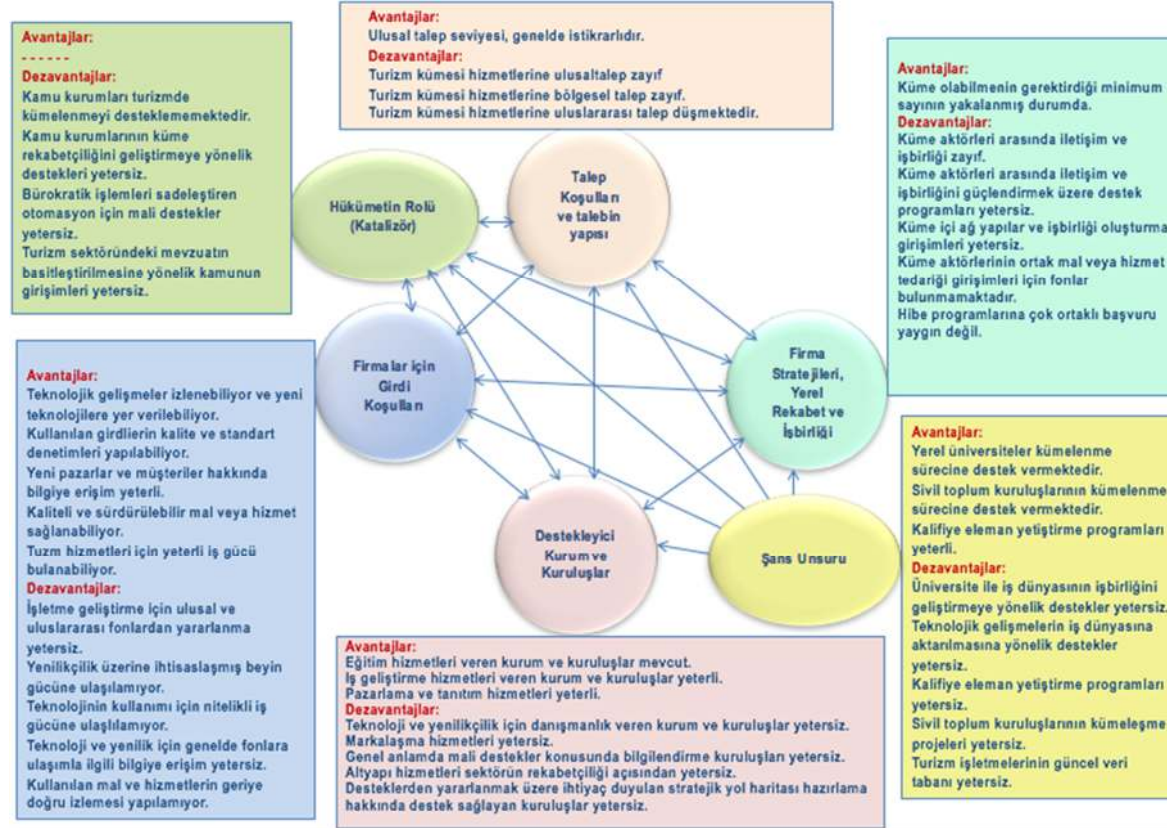 Avantajlar:
- - - - - -
Dezavantajlar:
Kamu kurumları turizmde
kümelenmeyi desteklememektedir.
Kamu kurumlarının küme
rekabetçiliğini geliştirmeye yönelik
destekleri yetersiz.
Bürokratik işlemleri sadeleştiren
otomasyon için mali destekler
yetersiz.
Turizm sektöründeki mevzuatın
basitleştirilmesine yönelik kamunun
girişimleri yetersiz.
Avantajlar:
Ulusal talep seviyesi, genelde istikrarlıdır.
Dezavantajlar:
Turizm kümesi hizmetlerine ulusaltalep zayıf
Turizm kümesi hizmetlerine bölgesel talep zayıf.
Turizm kümesi hizmetlerine uluslararası talep düşmektedir.
Avantajlar:
Küme olabilmenin gerektirdiği minimum
sayının yakalanmış durumda.
Dezavantajlar:
Küme aktörleri arasında iletişim ve
işbirliği zayıf.
Küme aktörleri arasında iletişim ve
işbirliğini güçlendirmek üzere destek
programları yetersiz.
Küme içi ağ yapılar ve işbirliği oluşturma
girişimleri yetersiz.
Küme aktörlerinin ortak mal veya hizmet
tedariği girişimleri için fonlar
bulunmamaktadır.
Hibe programlarına çok ortaklı başvuru
yaygın değil.
Hükümetin Rolü
(Katalizör)
Talep
Koşulları
ve talebin
yapısı
Firmalar için
Girdi
Koşulları
Firma
Stratejileri,
Yerel
Rekabet ve
İşbirliği
Destekleyici
Kurum ve
Kuruluşlar
Şans Unsuru
Avantajlar:
Teknolojik gelişmeler izlenebiliyor ve yeni
teknolojilere yer verilebiliyor.
Kullanılan girdlierin kalite ve standart
denetimleri yapılabiliyor.
Yeni pazarlar ve müşteriler hakkında
bilgiye erişim yeterli.
Kaliteli ve sürdürülebilir mal veya hizmet
sağlanabiliyor.
Tuzm hizmetleri için yeterli iş gücü
bulanabiliyor.
Dezavantajlar:
İşletme geliştirme için ulusal ve
uluslararası fonlardan yararlanma
yetersiz.
Yenilikçilik üzerine ihtisaslaşmış beyin
gücüne ulaşılamıyor.
Teknolojinin kullanımı için nitelikli iş
gücüne ulaşlılamıyor.
Teknoloji ve yenilik için genelde fonlara
ulaşımla ilgili bilgiye erişim yetersiz.
Kullanılan mal ve hizmetlerin geriye
doğru izlemesi yapılamıyor.
Avantajlar:
Eğitim hizmetleri veren kurum ve kuruluşlar mevcut.
Iş geliştirme hizmetleri veren kurum ve kuruluşlar yeterli.
Pazarlama ve tanıtım hizmetleri yeterli.
Dezavantajlar:
Teknoloji ve yenilikçilik için danışmanlık veren kurum ve kuruluşlar yetersiz.
Markalaşma hizmetleri yetersiz.
Genel anlamda mali destekler konusunda bilgilendirme kuruluşları yetersiz.
Altyapı hizmetleri sektörün rekabetçiliği açısından yetersiz.
Desteklerden yararlanmak üzere ihtiyaç duyulan stratejik yol haritası hazırlama
hakkında destek sağlayan kuruluşlar yetersiz.
Avantajlar:
Yerel üniversiteler kümelenme
sürecine destek vermektedir.
Sivil toplum kuruluşlarının kümelenme
sürecine destek vermektedir.
Kalifiye eleman yetiştirme programları
yeterli.
Dezavantajlar:
Üniversite ile iş dünyasının işbirliğini
geliştirmeye yönelik destekler yetersiz.
Teknolojik gelişmelerin iş dünyasına
aktarılmasına yönelik destekler
yetersiz.
Kalifiye eleman yetiştirme programları
yetersiz.
Sivil toplum kuruluşlarının kümeleşme
projeleri yetersiz.
Turizm işletmelerinin güncel veri
tabanı yetersiz.